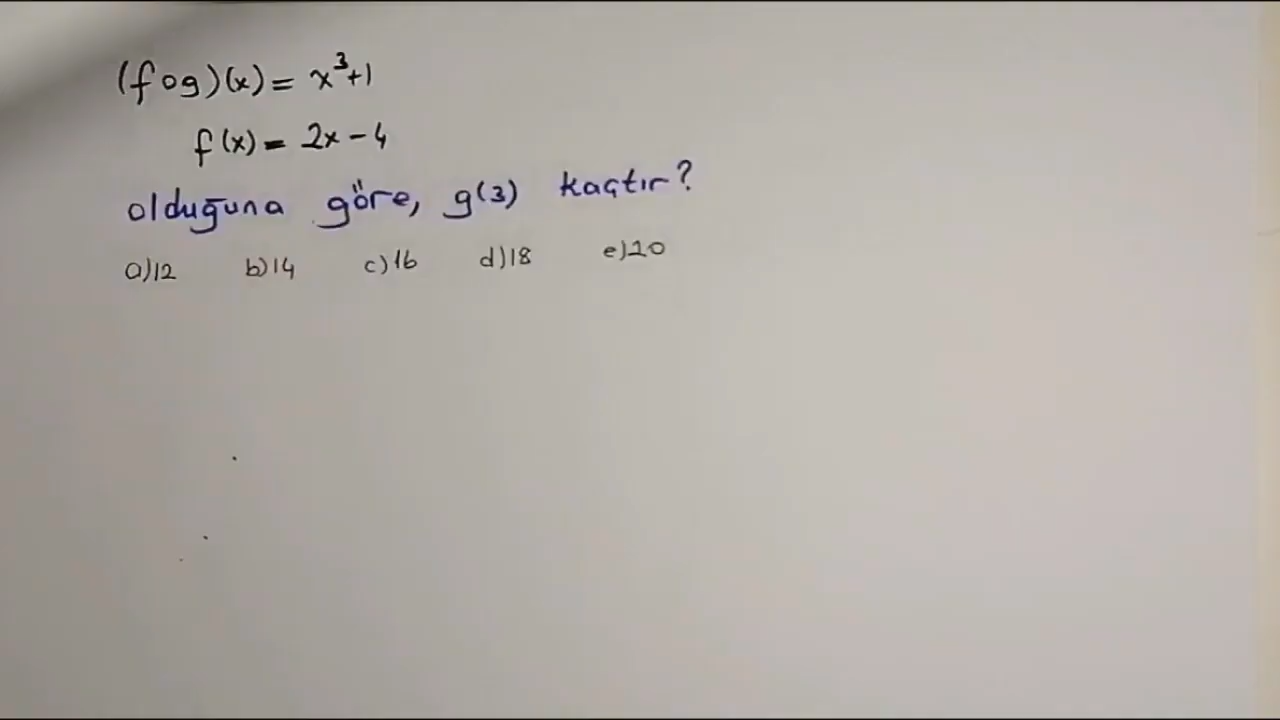 (fog)(x) = x³+1
f(x) = 2x - 4
olduğuna göre, g(3) kaçtır?
a)12 b)14 c)16 d)18 e)20